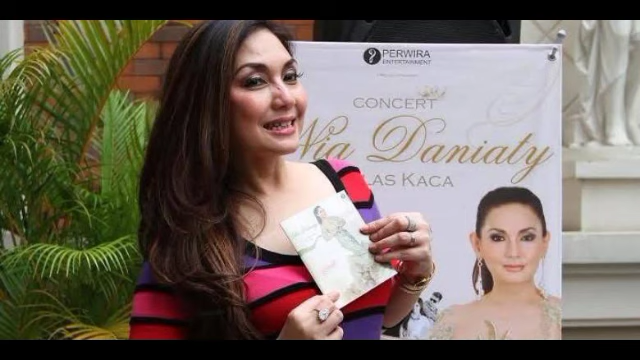 PERWIRA
ENTERTAINMENT
CONCERT
Nia Daniaty
LAS KACA